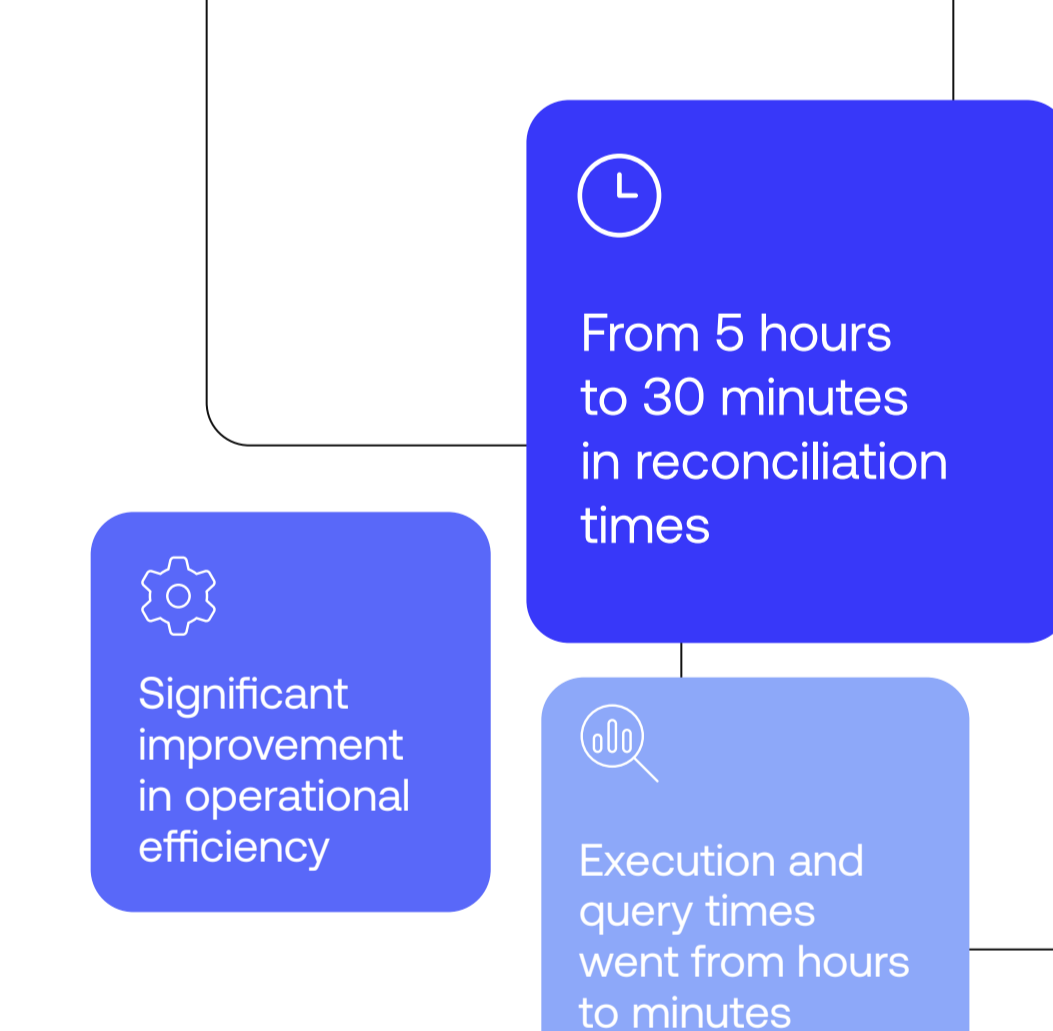 From 5 hours
to 30 minutes
in reconciliation
times
Significant
improvement
in operational
efficiency
Execution and
query times
went from hours
to minutes